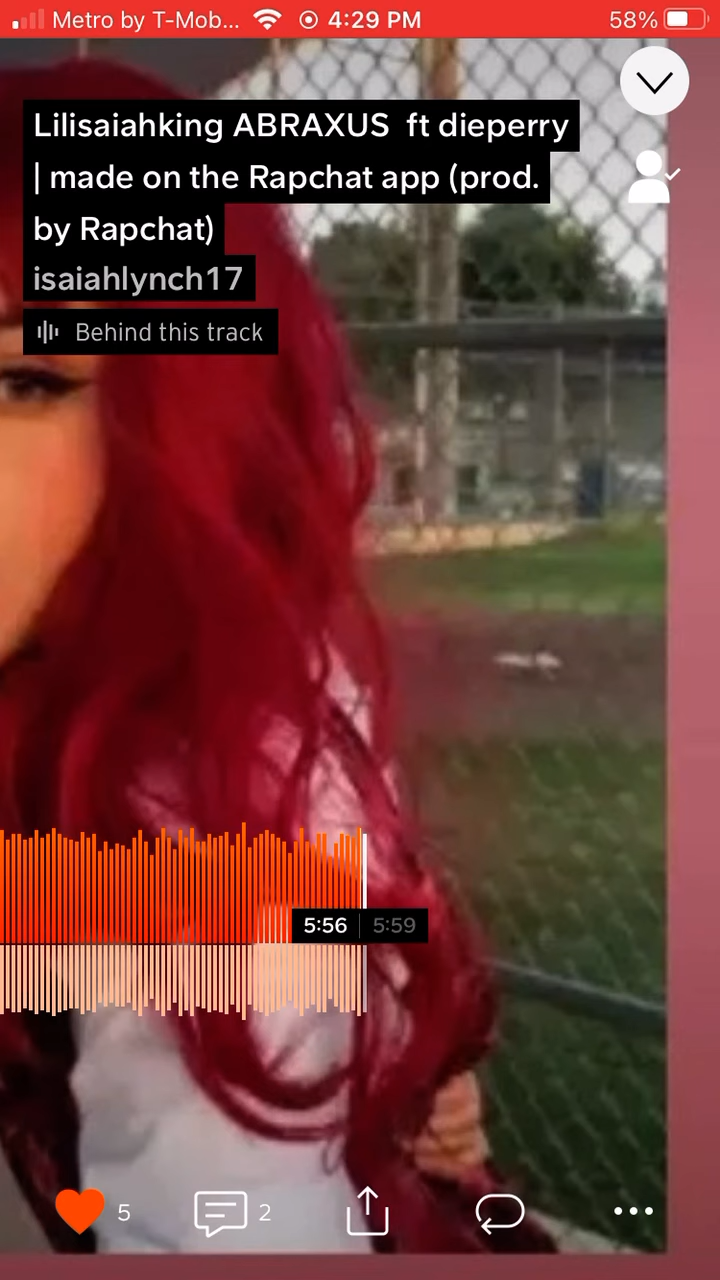 Metro by T-Mob... 4:29 PM 58%
Lilisaiahking ABRAXUS ft dieperry
| made on the Rapchat app (prod.
by Rapchat)
isaiahlynch17
Behind this track
5:56 5:59
5 2